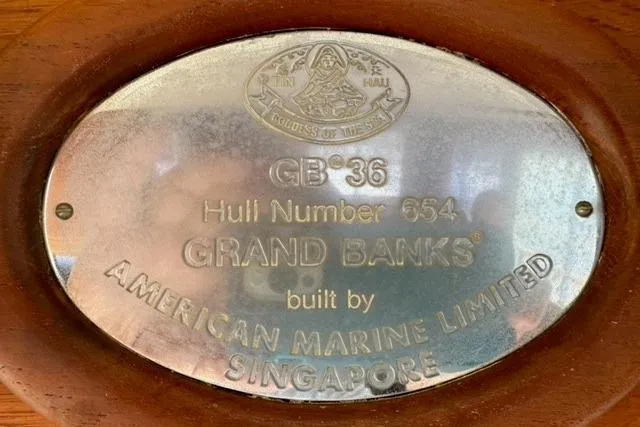 TIN HAU
GODDESS OF THE SEA
GB® 36
Hull Number 654
GRAND BANKS®
built by
AMERICAN MARINE LIMITED
SINGAPORE